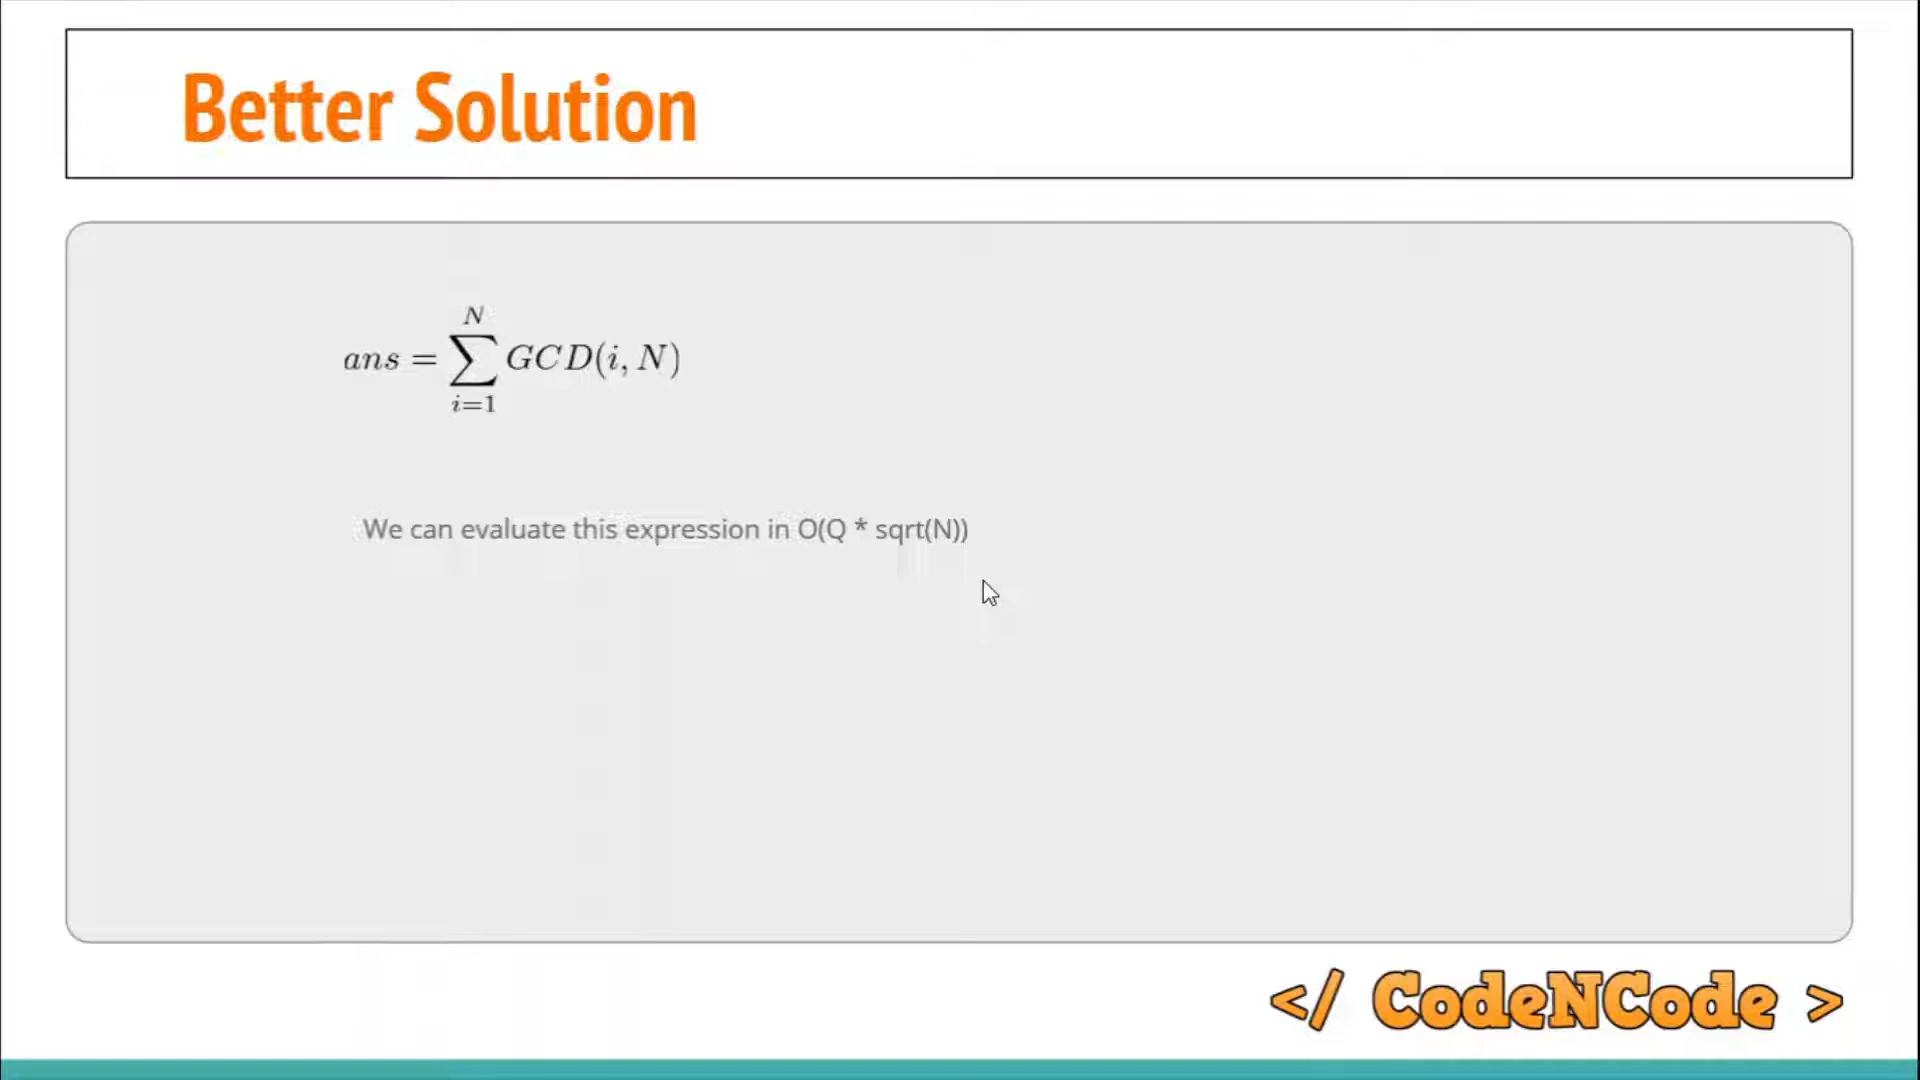 Better Solution
ans = \sum_{i=1}^{N} GCD(i, N)
We can evaluate this expression in O(Q * sqrt(N))
</ CodeNCode >